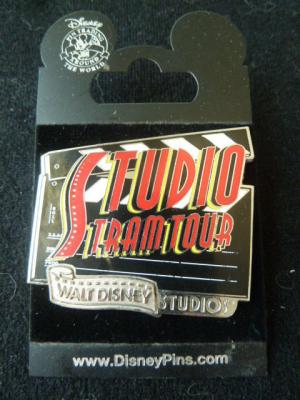 Disney
PIN TRADING
AROUND
THE WORLD
STUDIO
TRAM TOUR
WALT DISNEY
STUDIOS
www.DisneyPins.com